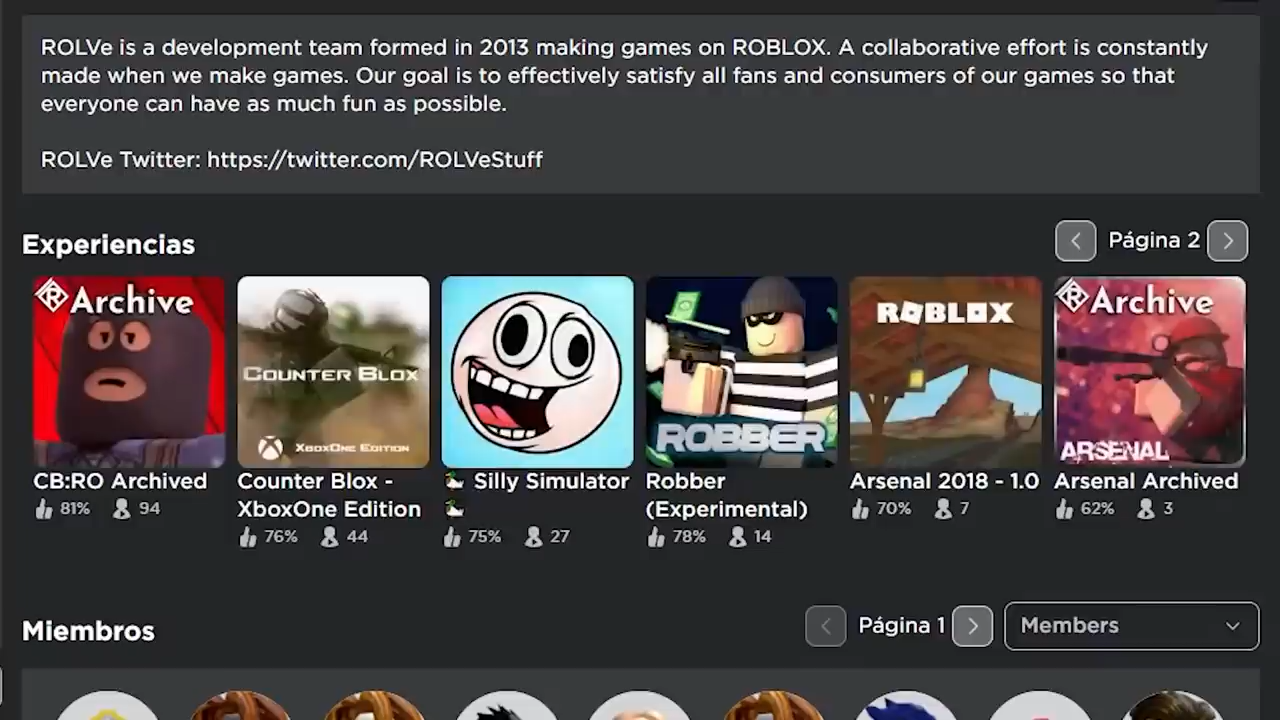 ROLVe is a development team formed in 2013 making games on ROBLOX. A collaborative effort is constantly
made when we make games. Our goal is to effectively satisfy all fans and consumers of our games so that
everyone can have as much fun as possible.
ROLVe Twitter: https://twitter.com/ROLVeStuff
Experiencias
Página 2
Archive
COUNTER BLOX
XBOXONE EDITION
ROBBER
ROBLOX
Archive
ARSENAL
CB:RO Archived
81% 94
Counter Blox -
XboxOne Edition
76% 44
Silly Simulator
75% 27
Robber
(Experimental)
78% 14
Arsenal 2018 - 1.0
70% 7
Arsenal Archived
62% 3
Miembros
Página 1
Members